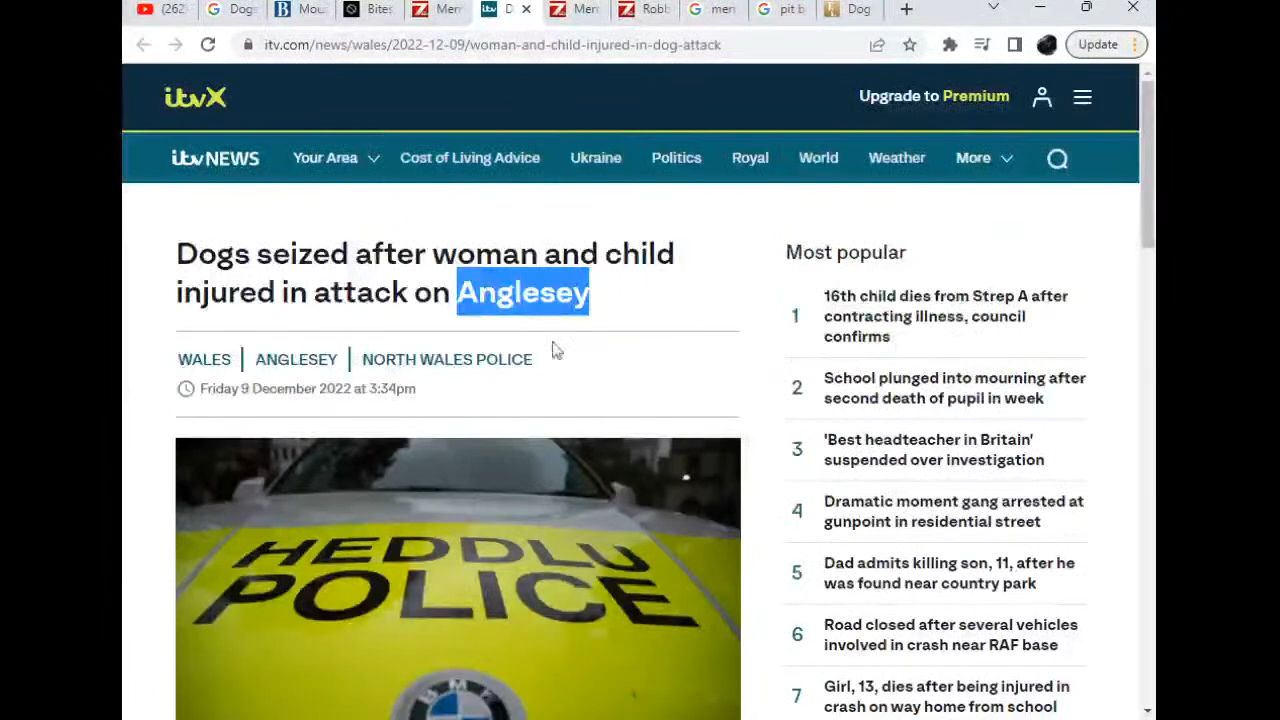 (262
Dogs
Mou
Bites
Mem
D
Mem
Robb
men
pit b
Dog
itv.com/news/wales/2022-12-09/woman-and-child-injured-in-dog-attack
Update
itvX
Upgrade to Premium
itv NEWS
Your Area
Cost of Living Advice
Ukraine
Politics
Royal
World
Weather
More
Dogs seized after woman and child
injured in attack on Anglesey
WALES
ANGLESEY
NORTH WALES POLICE
Friday 9 December 2022 at 3:34pm
HEDDLU
POLICE
BMW
Most popular
1
16th child dies from Strep A after
contracting illness, council
confirms
2
School plunged into mourning after
second death of pupil in week
3
'Best headteacher in Britain'
suspended over investigation
4
Dramatic moment gang arrested at
gunpoint in residential street
5
Dad admits killing son, 11, after he
was found near country park
6
Road closed after several vehicles
involved in crash near RAF base
7
Girl, 13, dies after being injured in
crash on way home from school